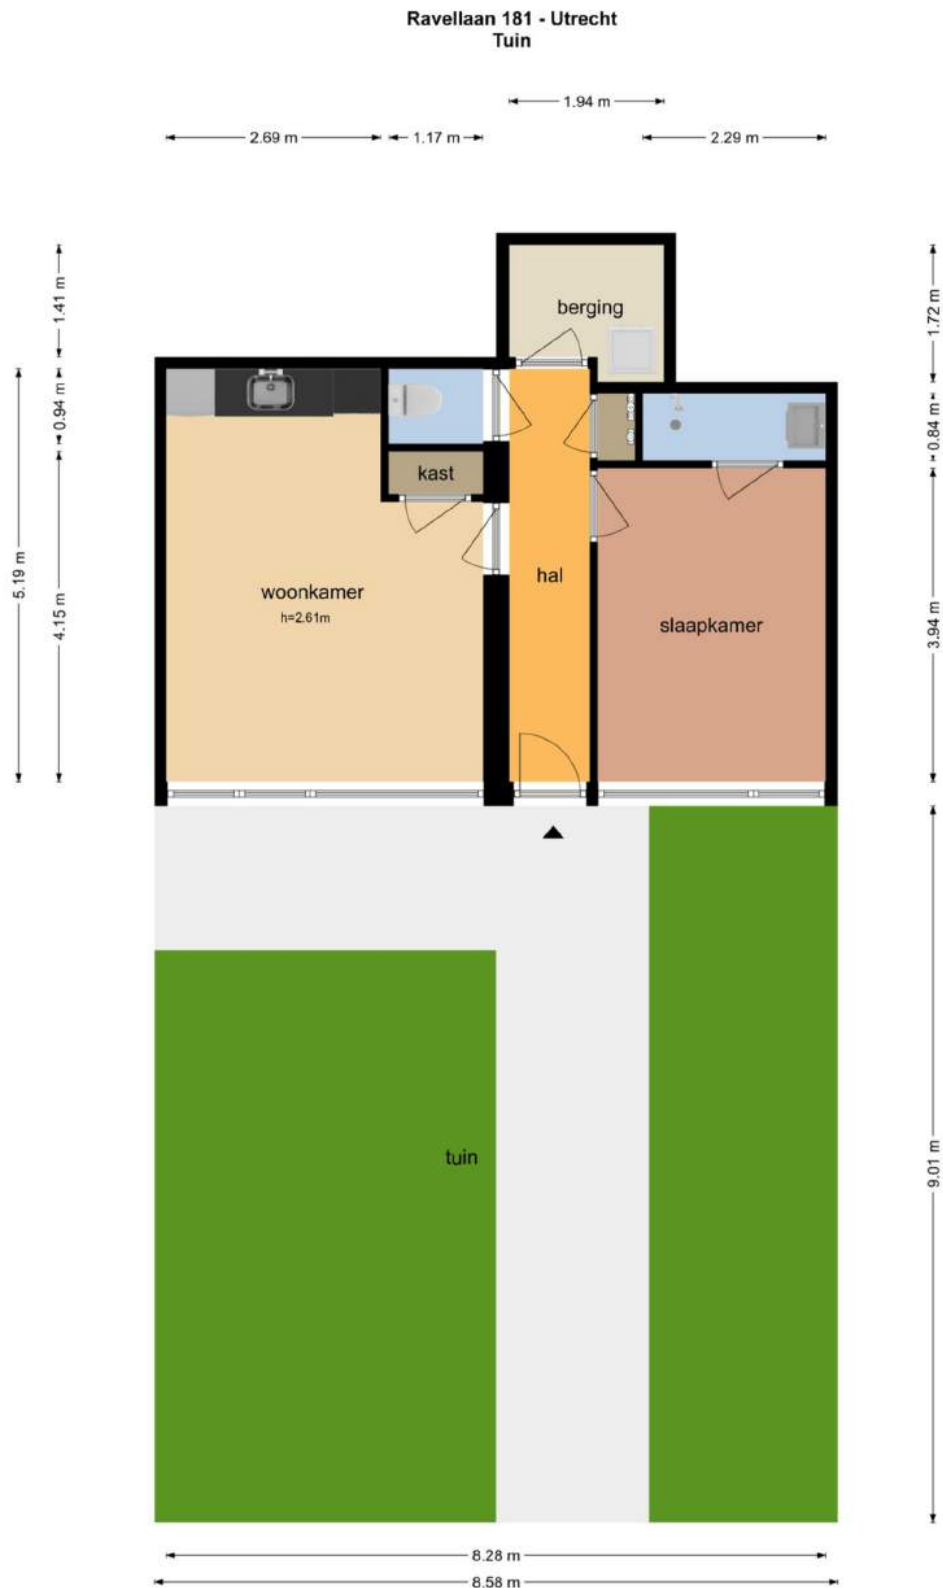 Ravellaan 181 - Utrecht
Tuin
1.94 m
2.69 m
1.17 m
2.29 m
1.41 m
1.72 m
berging
0.94 m
0.84 m
kast
5.19 m
4.15 m
woonkamer
h=2.61m
hal
slaapkamer
3.94 m
tuin
9.01 m
8.28 m
8.58 m